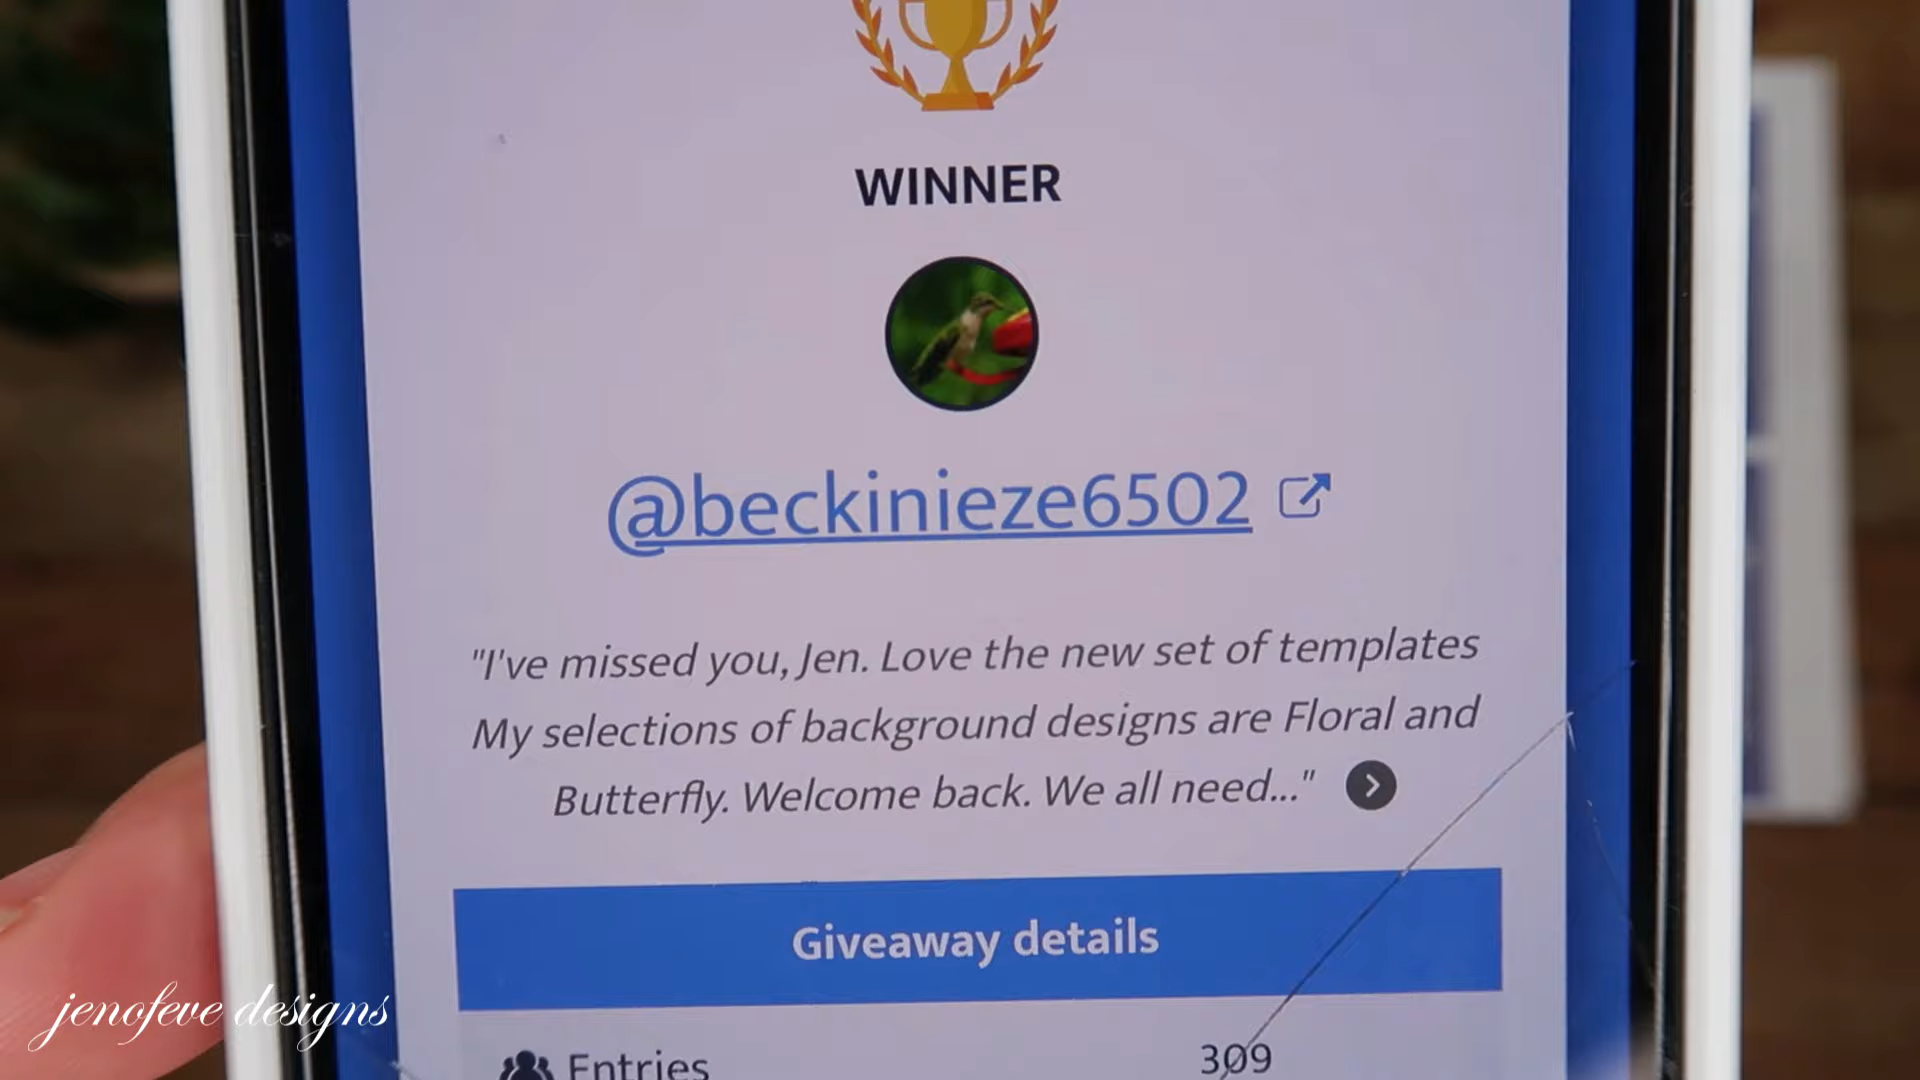 WINNER
@beckinieze6502
"I've missed you, Jen. Love the new set of templates
My selections of background designs are Floral and
Butterfly. Welcome back. We all need..."
Giveaway details
Entries 309
jenofeve designs